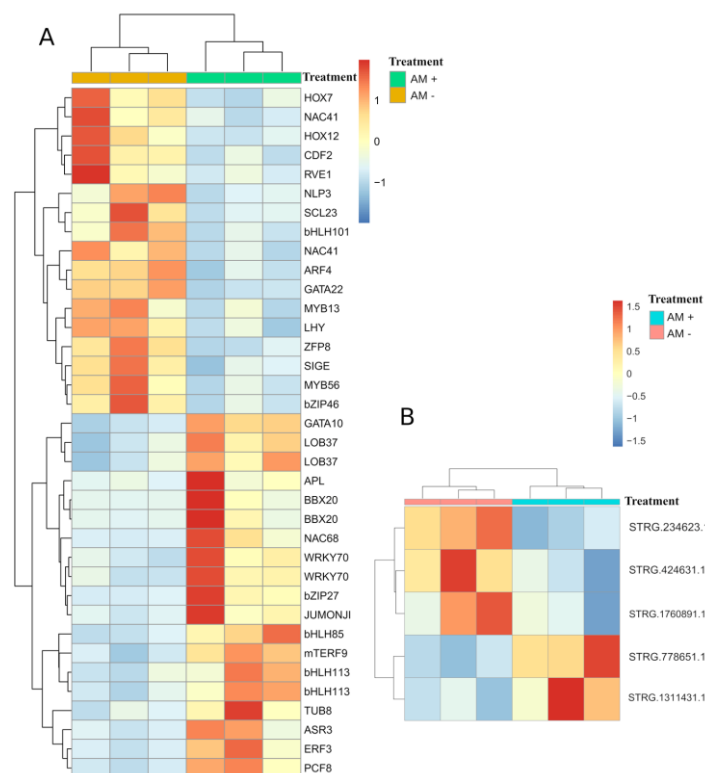 A
Treatment
AM +
AM -
1
0
−1
Treatment
HOX7
NAC41
HOX12
CDF2
RVE1
NLP3
SCL23
bHLH101
NAC41
ARF4
GATA22
MYB13
LHY
ZFP8
SIGE
MYB56
bZIP46
GATA10
LOB37
LOB37
APL
BBX20
BBX20
NAC68
WRKY70
WRKY70
bZIP27
JUMONJI
bHLH85
mTERF9
bHLH113
bHLH113
TUB8
ASR3
ERF3
PCF8
Treatment
AM +
AM -
1.5
1
0.5
0
−0.5
−1
−1.5
B
Treatment
STRG.234623.1
STRG.424631.1
STRG.1760891.1
STRG.778651.1
STRG.1311431.1